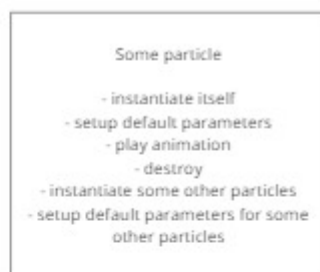 Some particle
- instantiate itself
- setup default parameters
- play animation
- destroy
- instantiate some other particles
- setup default parameters for some
other particles